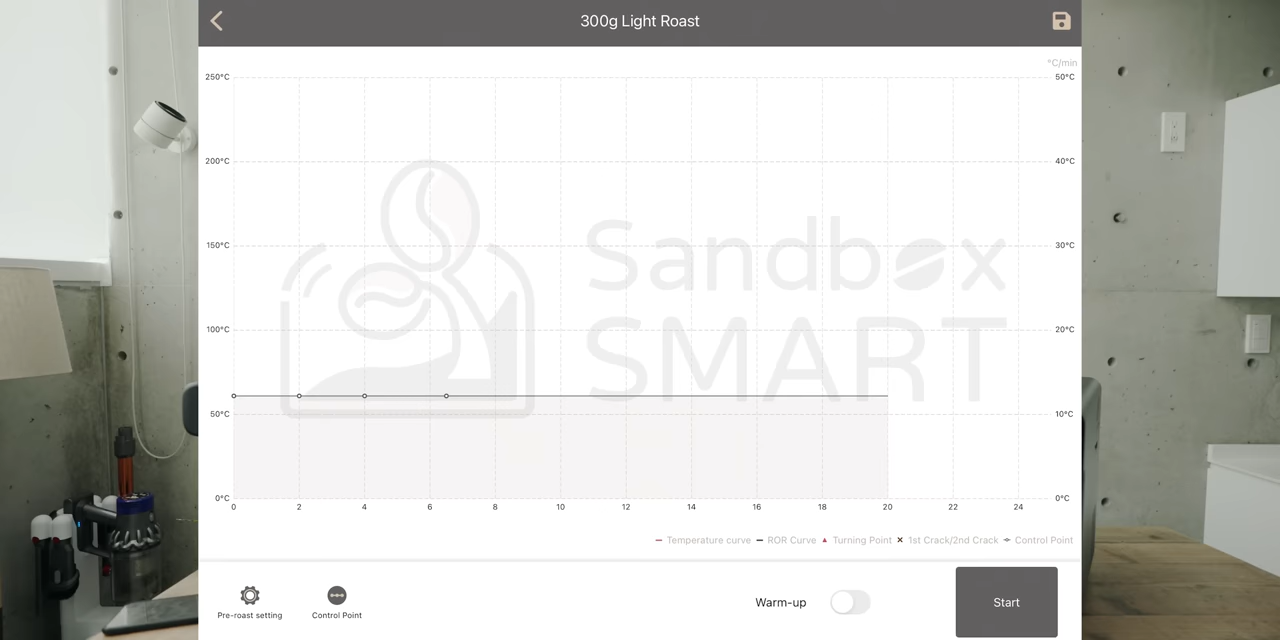 300g Light Roast
°C/min
250°C
50°C
200°C
40°C
150°C
30°C
100°C
20°C
50°C
10°C
0°C
0°C
Sandbox
SMART
0 2 4 6 8 10 12 14 16 18 20 22 24
Temperature curve ROR Curve Turning Point 1st Crack/2nd Crack Control Point
Pre-roast setting
Control Point
Warm-up
Start